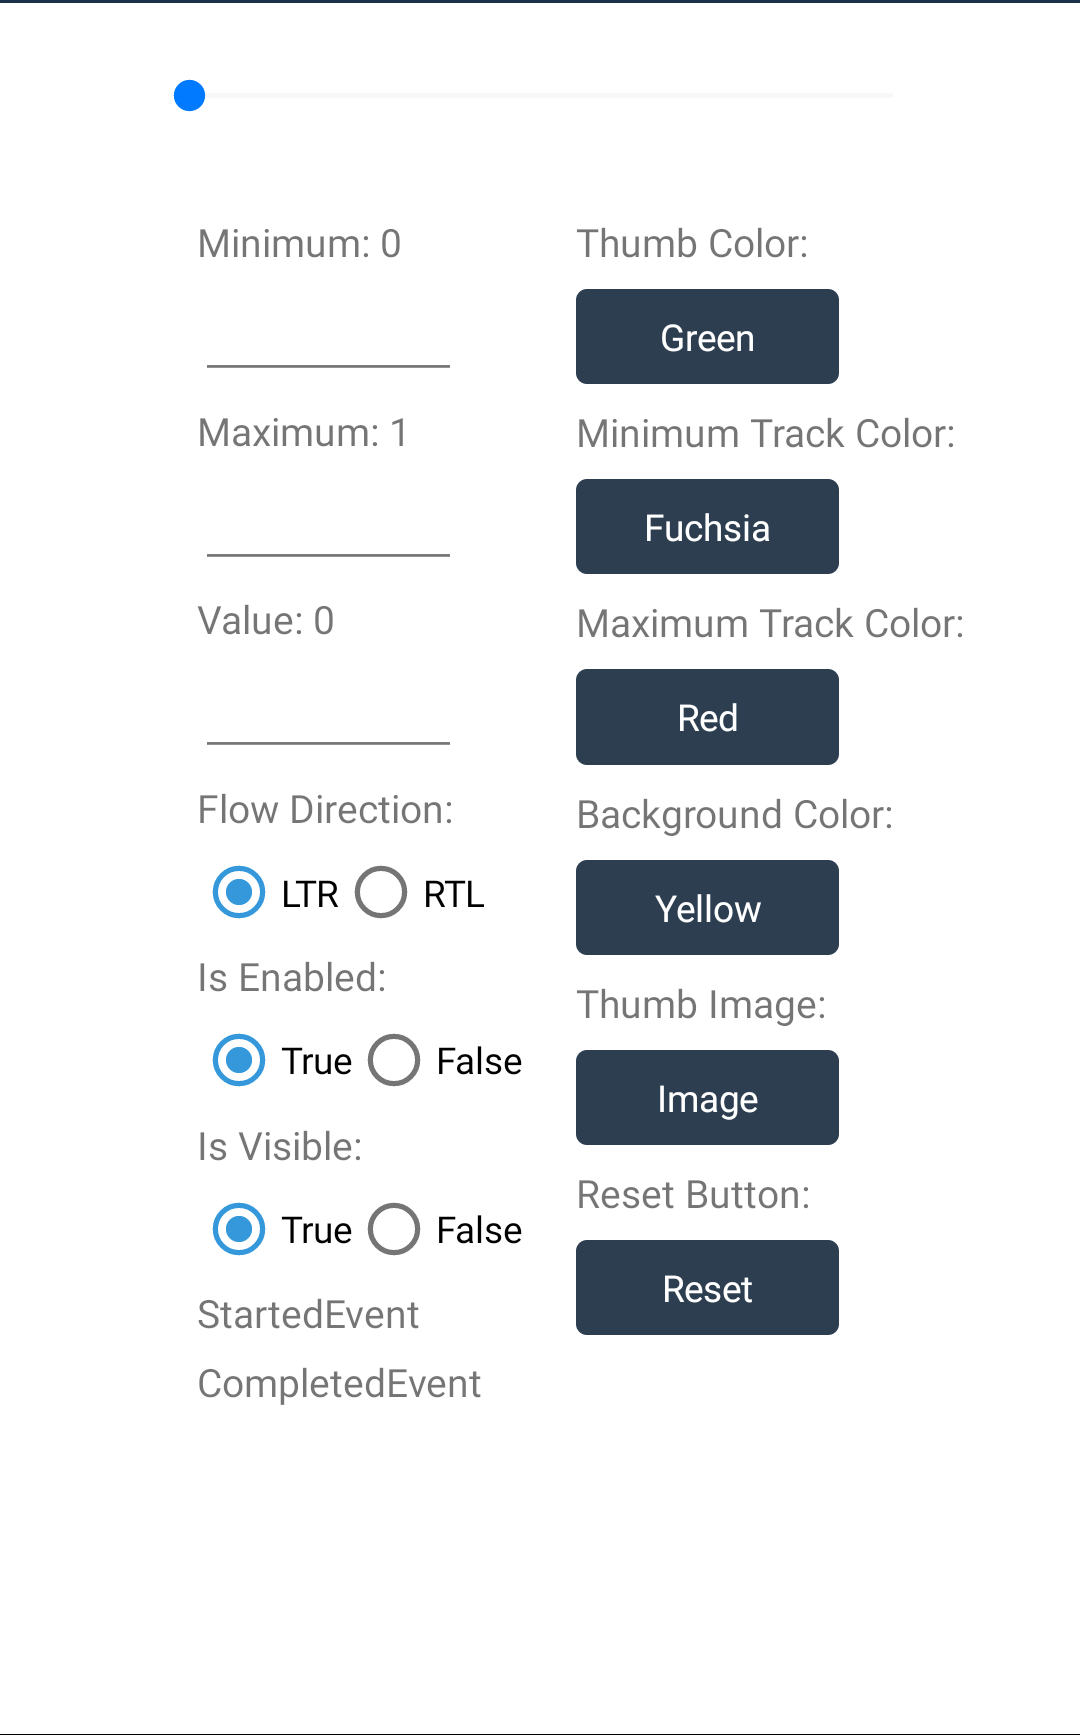 Minimum: 0
Maximum: 1
Value: 0
Flow Direction:
LTR RTL
Is Enabled:
True False
Is Visible:
True False
StartedEvent
CompletedEvent
Thumb Color:
Green
Minimum Track Color:
Fuchsia
Maximum Track Color:
Red
Background Color:
Yellow
Thumb Image:
Image
Reset Button:
Reset